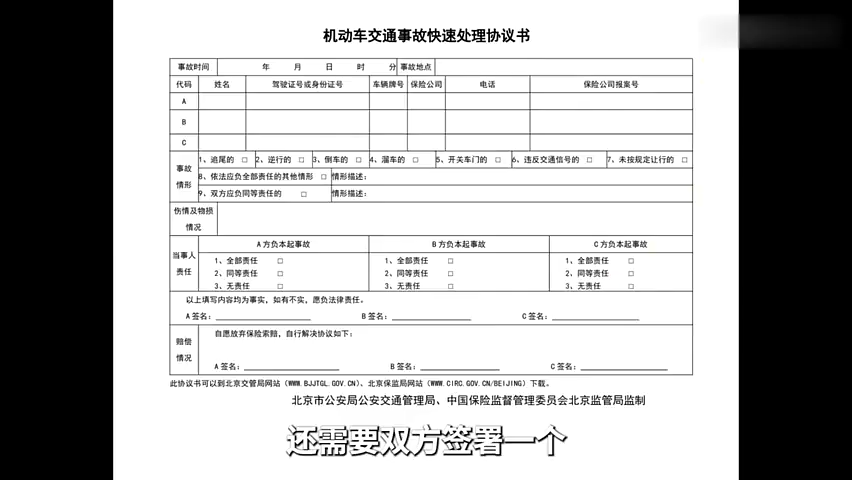 机动车交通事故快速处理协议书
事故时间 年 月 日 时 分 事故地点
代码 姓名 驾驶证号或身份证号 车辆牌号 保险公司 电话 保险公司报案号
A
B
C
事故情形
1、追尾的 □ 2、逆行的 □ 3、倒车的 □ 4、溜车的 □ 5、开关车门的 □ 6、违反交通信号的 □ 7、未按规定让行的 □
8、依法应负全部责任的其他情形 □ 情形描述：
9、双方应负同等责任的 □ 情形描述：
伤情及物损情况
当事人责任
A方负本起事故 B方负本起事故 C方负本起事故
1、全部责任 □ 1、全部责任 □ 1、全部责任 □
2、同等责任 □ 2、同等责任 □ 2、同等责任 □
3、无责任 □ 3、无责任 □ 3、无责任 □
以上填写内容均为事实，如有不实，愿负法律责任。
A签名： B签名： C签名：
赔偿情况
自愿放弃保险索赔，自行解决协议如下：
A签名： B签名： C签名：
此协议书可以到北京交管局网站（WWW.BJJTGL.GOV.CN）、北京保监局网站（WWW.CIRC.GOV.CN/BEIJING）下载。
北京市公安局公安交通管理局、中国保险监督管理委员会北京监管局监制
还需要双方签署一个